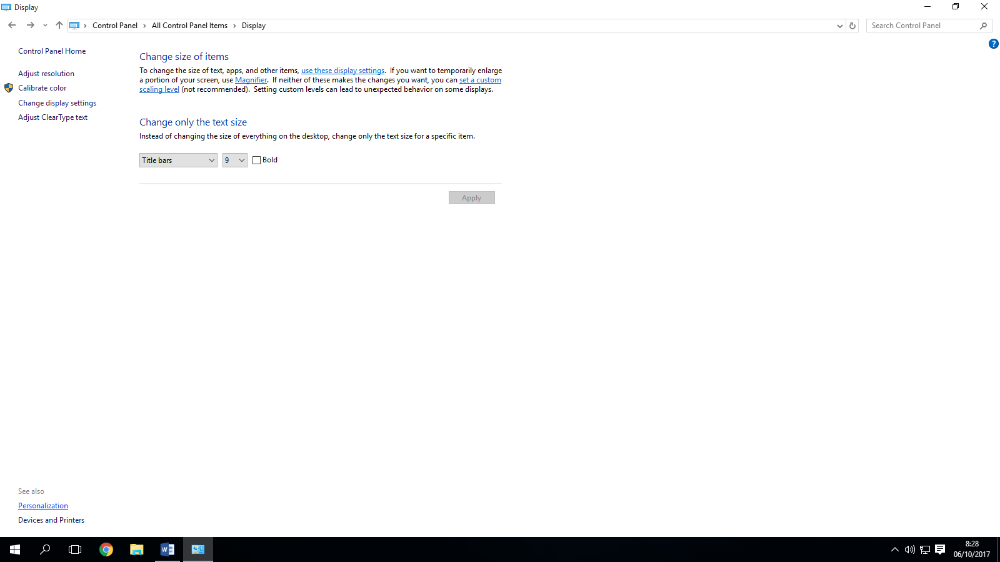 Display
Control Panel > All Control Panel Items > Display
Search Control Panel
Control Panel Home
Adjust resolution
Calibrate color
Change display settings
Adjust ClearType text
Change size of items
To change the size of text, apps, and other items, use these display settings. If you want to temporarily enlarge
a portion of your screen, use Magnifier. If neither of these makes the changes you want, you can set a custom
scaling level (not recommended). Setting custom levels can lead to unexpected behavior on some displays.
Change only the text size
Instead of changing the size of everything on the desktop, change only the text size for a specific item.
Title bars 9 Bold
Apply
See also
Personalization
Devices and Printers
8:28
06/10/2017